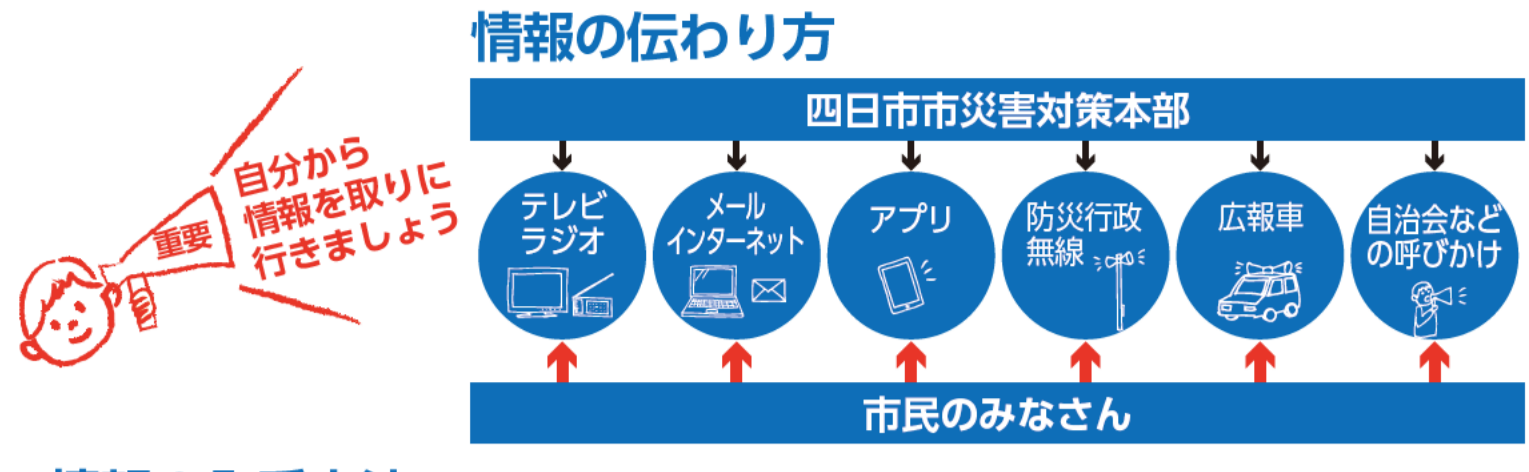 情報の伝わり方
四日市市災害対策本部
重要
自分から
情報を取りに
行きましょう
テレビ
ラジオ
メール
インターネット
アプリ
防災行政
無線
広報車
自治会など
の呼びかけ
市民のみなさん